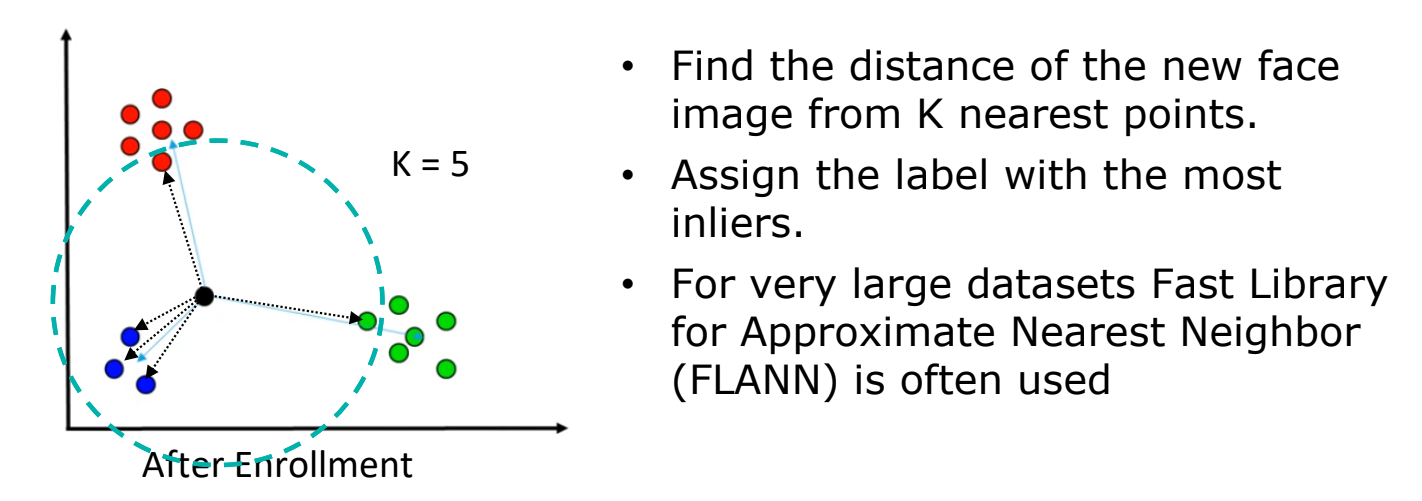 K = 5
After Enrollment
• Find the distance of the new face
image from K nearest points.
• Assign the label with the most
inliers.
• For very large datasets Fast Library
for Approximate Nearest Neighbor
(FLANN) is often used